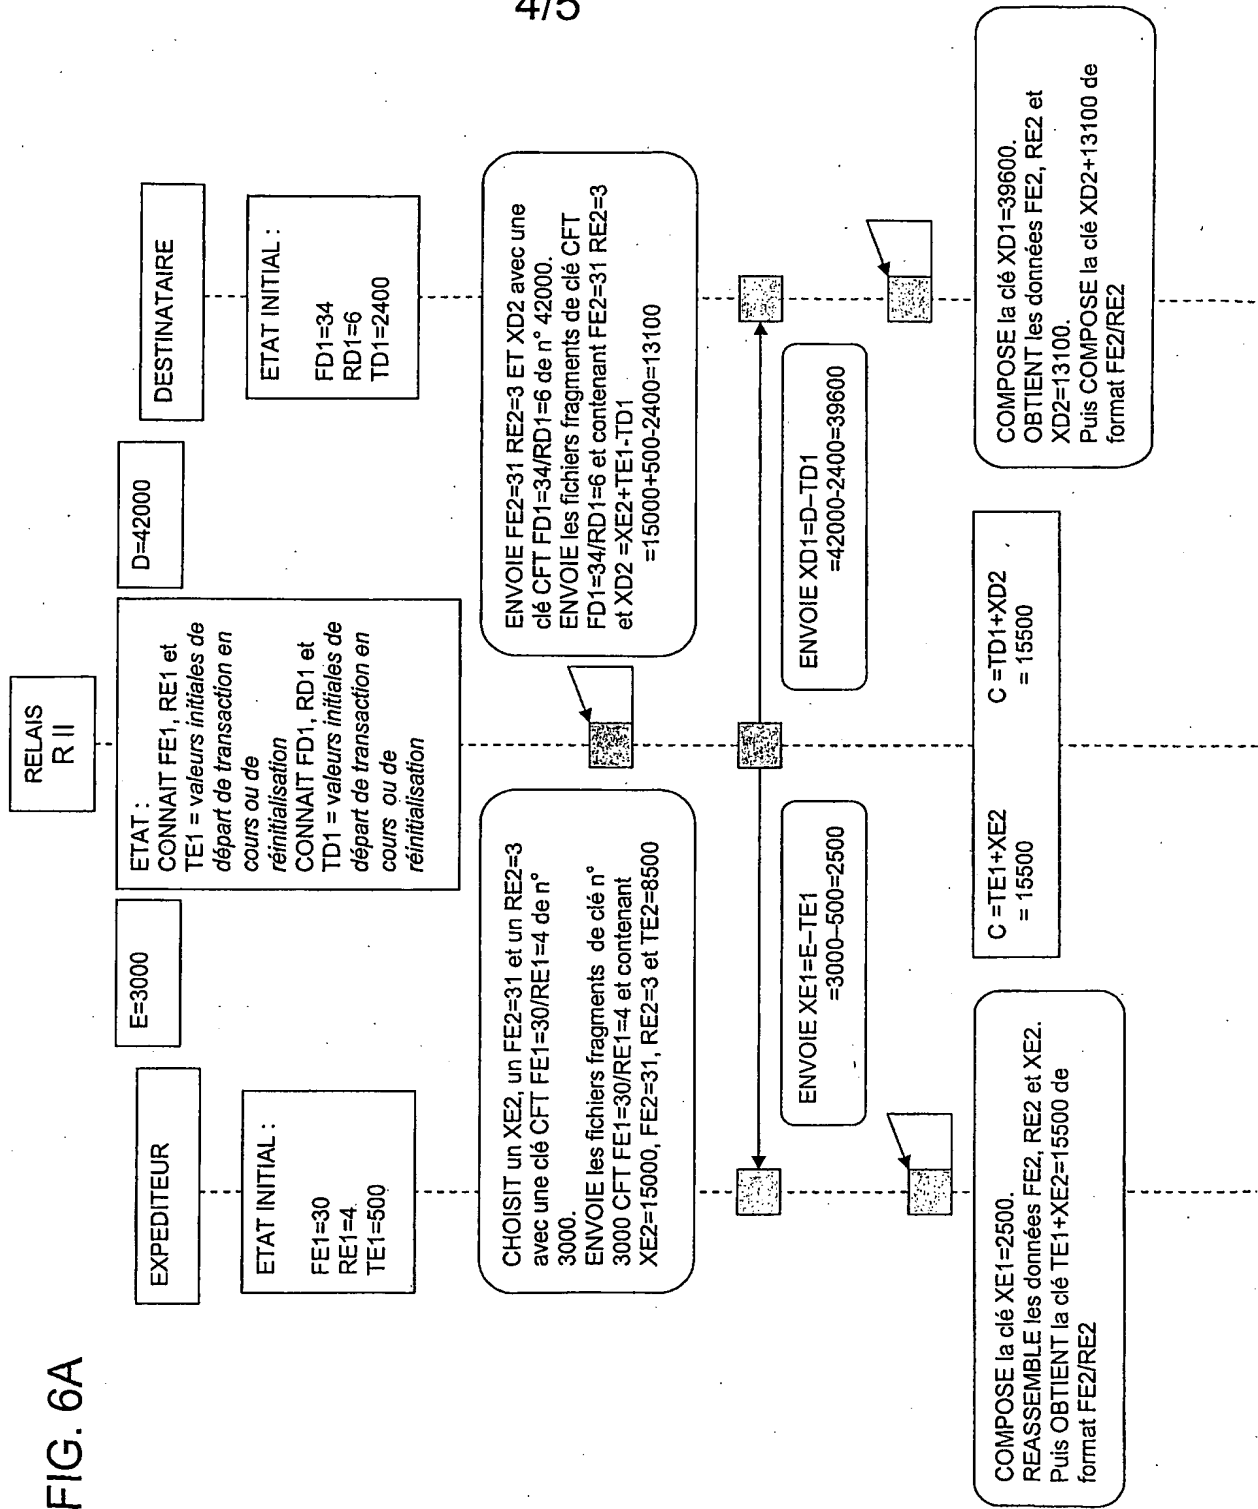 4/5
FIG. 6A
RELAIS
R II
EXPEDITEUR
E=3000
ETAT :
CONNAIT FE1, RE1 et
TE1 = valeurs initiales de
départ de transaction en
cours ou de
réinitialisation
CONNAIT FD1, RD1 et
TD1 = valeurs initiales de
départ de transaction en
cours ou de
réinitialisation
D=42000
DESTINATAIRE
ETAT INITIAL :
FE1=30
RE1=4
TE1=500
ETAT INITIAL :
FD1=34
RD1=6
TD1=2400
CHOISIT un XE2, un FE2=31 et un RE2=3
avec une clé CFT FE1=30/RE1=4 de n°
3000.
ENVOIE les fichiers fragments de clé n°
3000 CFT FE1=30/RE1=4 et contenant
XE2=15000, FE2=31, RE2=3 et TE2=8500
ENVOIE FE2=31 RE2=3 ET XD2 avec une
clé CFT FD1=34/RD1=6 de n° 42000.
ENVOIE les fichiers fragments de clé CFT
FD1=34/RD1=6 et contenant FE2=31 RE2=3
et XD2 =XE2+TE1-TD1
=15000+500-2400=13100
ENVOIE XE1=E–TE1
=3000–500=2500
ENVOIE XD1=D–TD1
=42000-2400=39600
COMPOSE la clé XE1=2500.
REASSEMBLE les données FE2, RE2 et XE2.
Puis OBTIENT la clé TE1+XE2=15500 de
format FE2/RE2
C =TE1+XE2
= 15500
C =TD1+XD2
= 15500
COMPOSE la clé XD1=39600.
OBTIENT les données FE2, RE2 et
XD2=13100.
Puis COMPOSE la clé XD2+13100 de
format FE2/RE2